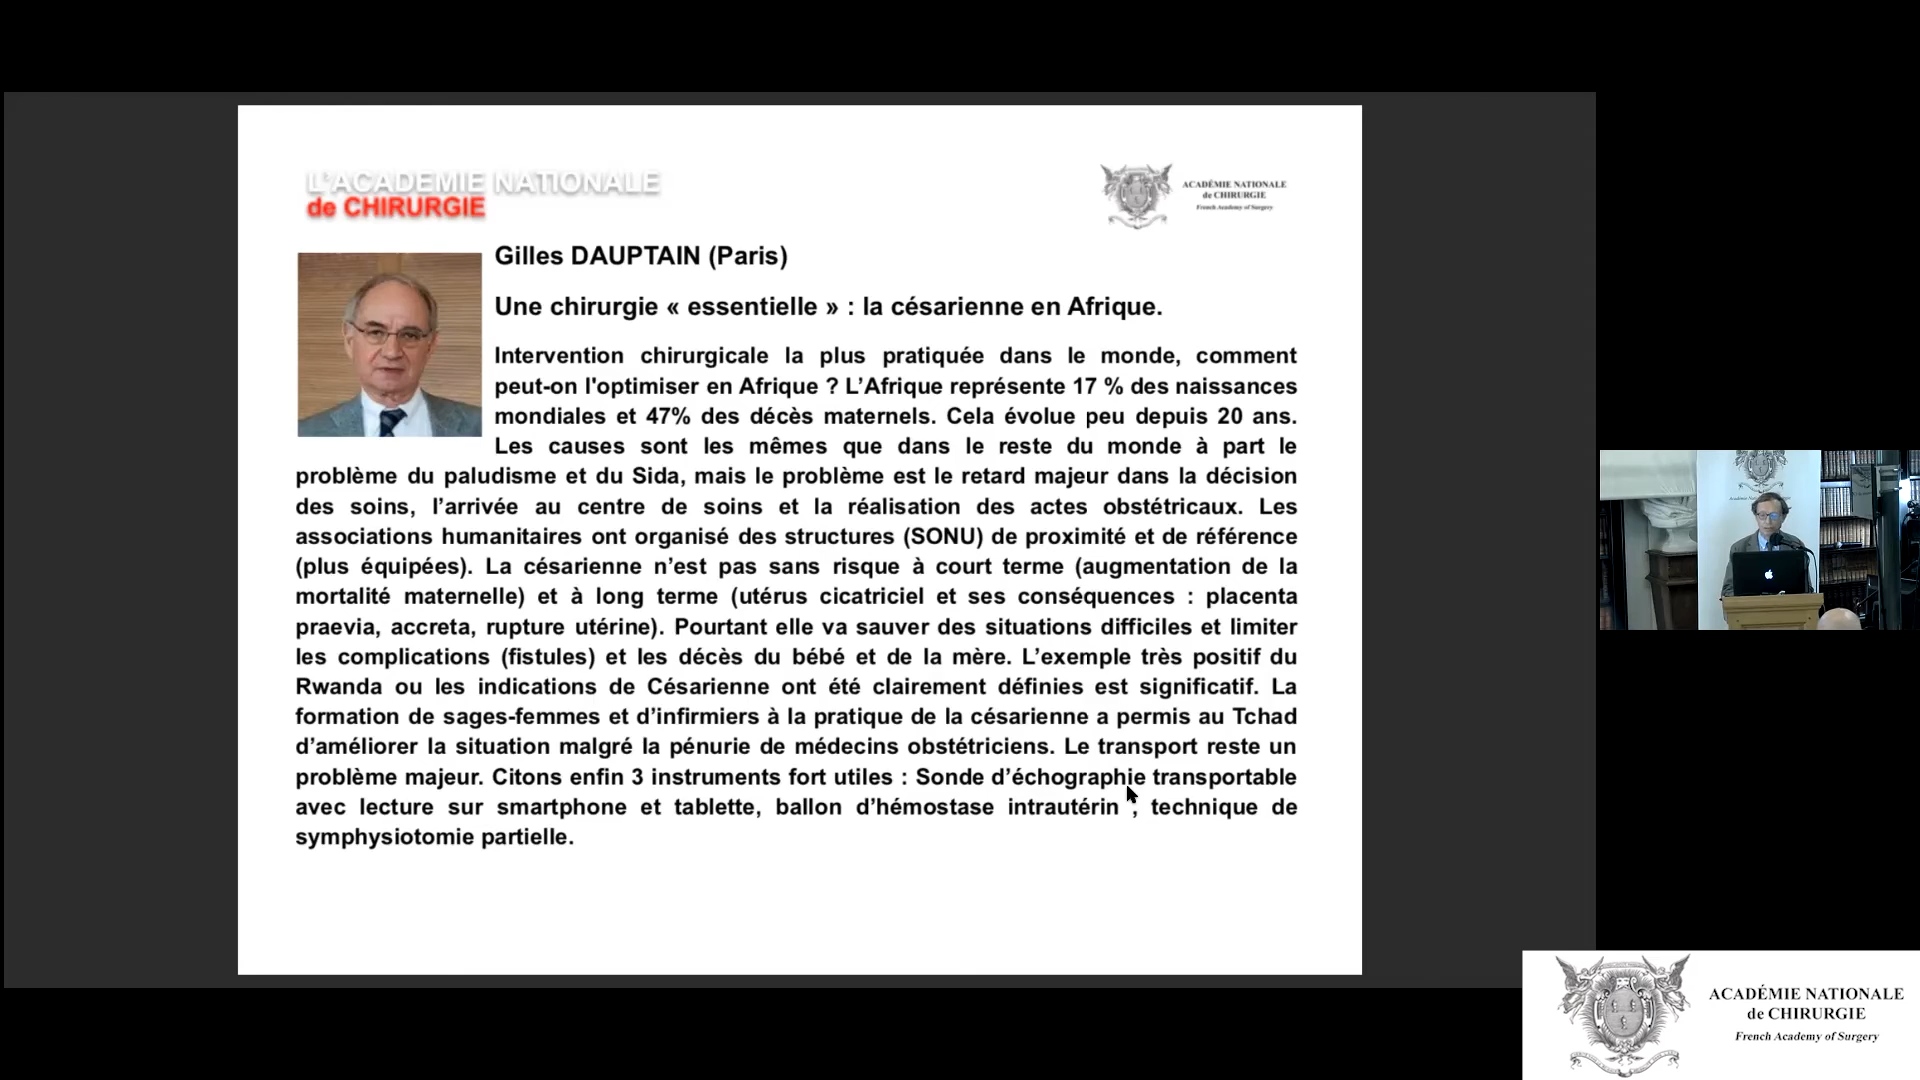 L'ACADEMIE NATIONALE
de CHIRURGIE
ACADÉMIE NATIONALE
de CHIRURGIE
French Academy of Surgery
Gilles DAUPTAIN (Paris)
Une chirurgie « essentielle » : la césarienne en Afrique.
Intervention chirurgicale la plus pratiquée dans le monde, comment
peut-on l'optimiser en Afrique ? L’Afrique représente 17 % des naissances
mondiales et 47% des décès maternels. Cela évolue peu depuis 20 ans.
Les causes sont les mêmes que dans le reste du monde à part le
problème du paludisme et du Sida, mais le problème est le retard majeur dans la décision
des soins, l’arrivée au centre de soins et la réalisation des actes obstétricaux. Les
associations humanitaires ont organisé des structures (SONU) de proximité et de référence
(plus équipées). La césarienne n’est pas sans risque à court terme (augmentation de la
mortalité maternelle) et à long terme (utérus cicatriciel et ses conséquences : placenta
praevia, accreta, rupture utérine). Pourtant elle va sauver des situations difficiles et limiter
les complications (fistules) et les décès du bébé et de la mère. L’exemple très positif du
Rwanda ou les indications de Césarienne ont été clairement définies est significatif. La
formation de sages-femmes et d’infirmiers à la pratique de la césarienne a permis au Tchad
d’améliorer la situation malgré la pénurie de médecins obstétriciens. Le transport reste un
problème majeur. Citons enfin 3 instruments fort utiles : Sonde d’échographie transportable
avec lecture sur smartphone et tablette, ballon d’hémostase intrautérin , technique de
symphysiotomie partielle.
ACADÉMIE NATIONALE
de CHIRURGIE
French Academy of Surgery